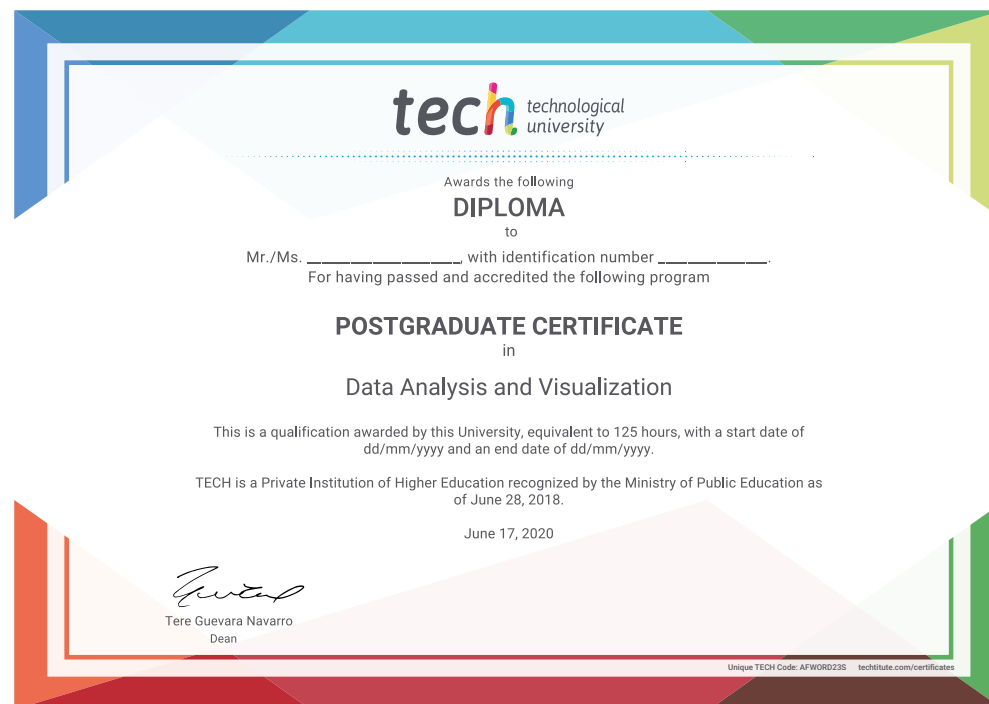 tech technological
university
Awards the following
DIPLOMA
to
Mr./Ms. _____________________, with identification number _______________.
For having passed and accredited the following program
POSTGRADUATE CERTIFICATE
in
Data Analysis and Visualization
This is a qualification awarded by this University, equivalent to 125 hours, with a start date of
dd/mm/yyyy and an end date of dd/mm/yyyy.
TECH is a Private Institution of Higher Education recognized by the Ministry of Public Education as
of June 28, 2018.
June 17, 2020
Tere Guevara Navarro
Dean
Unique TECH Code: AFWORD23S techtitute.com/certificates